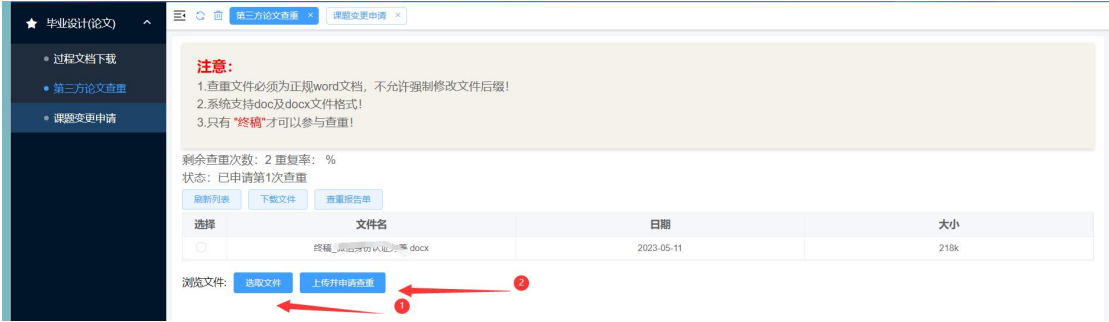 毕业设计(论文)
第三方论文查重 ×
课题变更申请 ×
过程文档下载
第三方论文查重
课题变更申请
注意：
1.查重文件必须为正规word文档，不允许强制修改文件后缀！
2.系统支持doc及docx文件格式！
3.只有 "终稿"才可以参与查重！
剩余查重次数：2 重复率： %
状态：已申请第1次查重
刷新列表 下载文件 查重报告单
选择 文件名 日期 大小
终稿_ docx 2023-05-11 218k
浏览文件: 选取文件 上传并申请查重 2
1